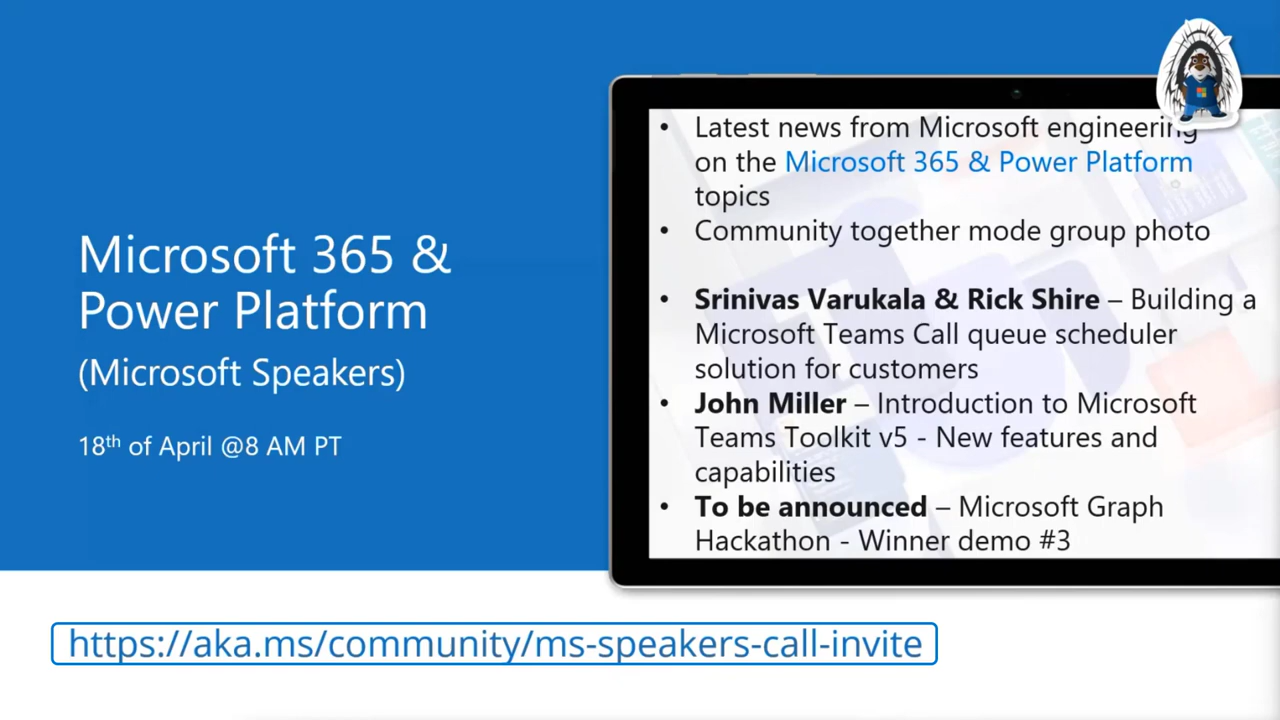 Microsoft 365 &
Power Platform
(Microsoft Speakers)
18th of April @8 AM PT
• Latest news from Microsoft engineering
on the Microsoft 365 & Power Platform
topics
• Community together mode group photo
• Srinivas Varukala & Rick Shire – Building a
Microsoft Teams Call queue scheduler
solution for customers
• John Miller – Introduction to Microsoft
Teams Toolkit v5 - New features and
capabilities
• To be announced – Microsoft Graph
Hackathon - Winner demo #3
https://aka.ms/community/ms-speakers-call-invite